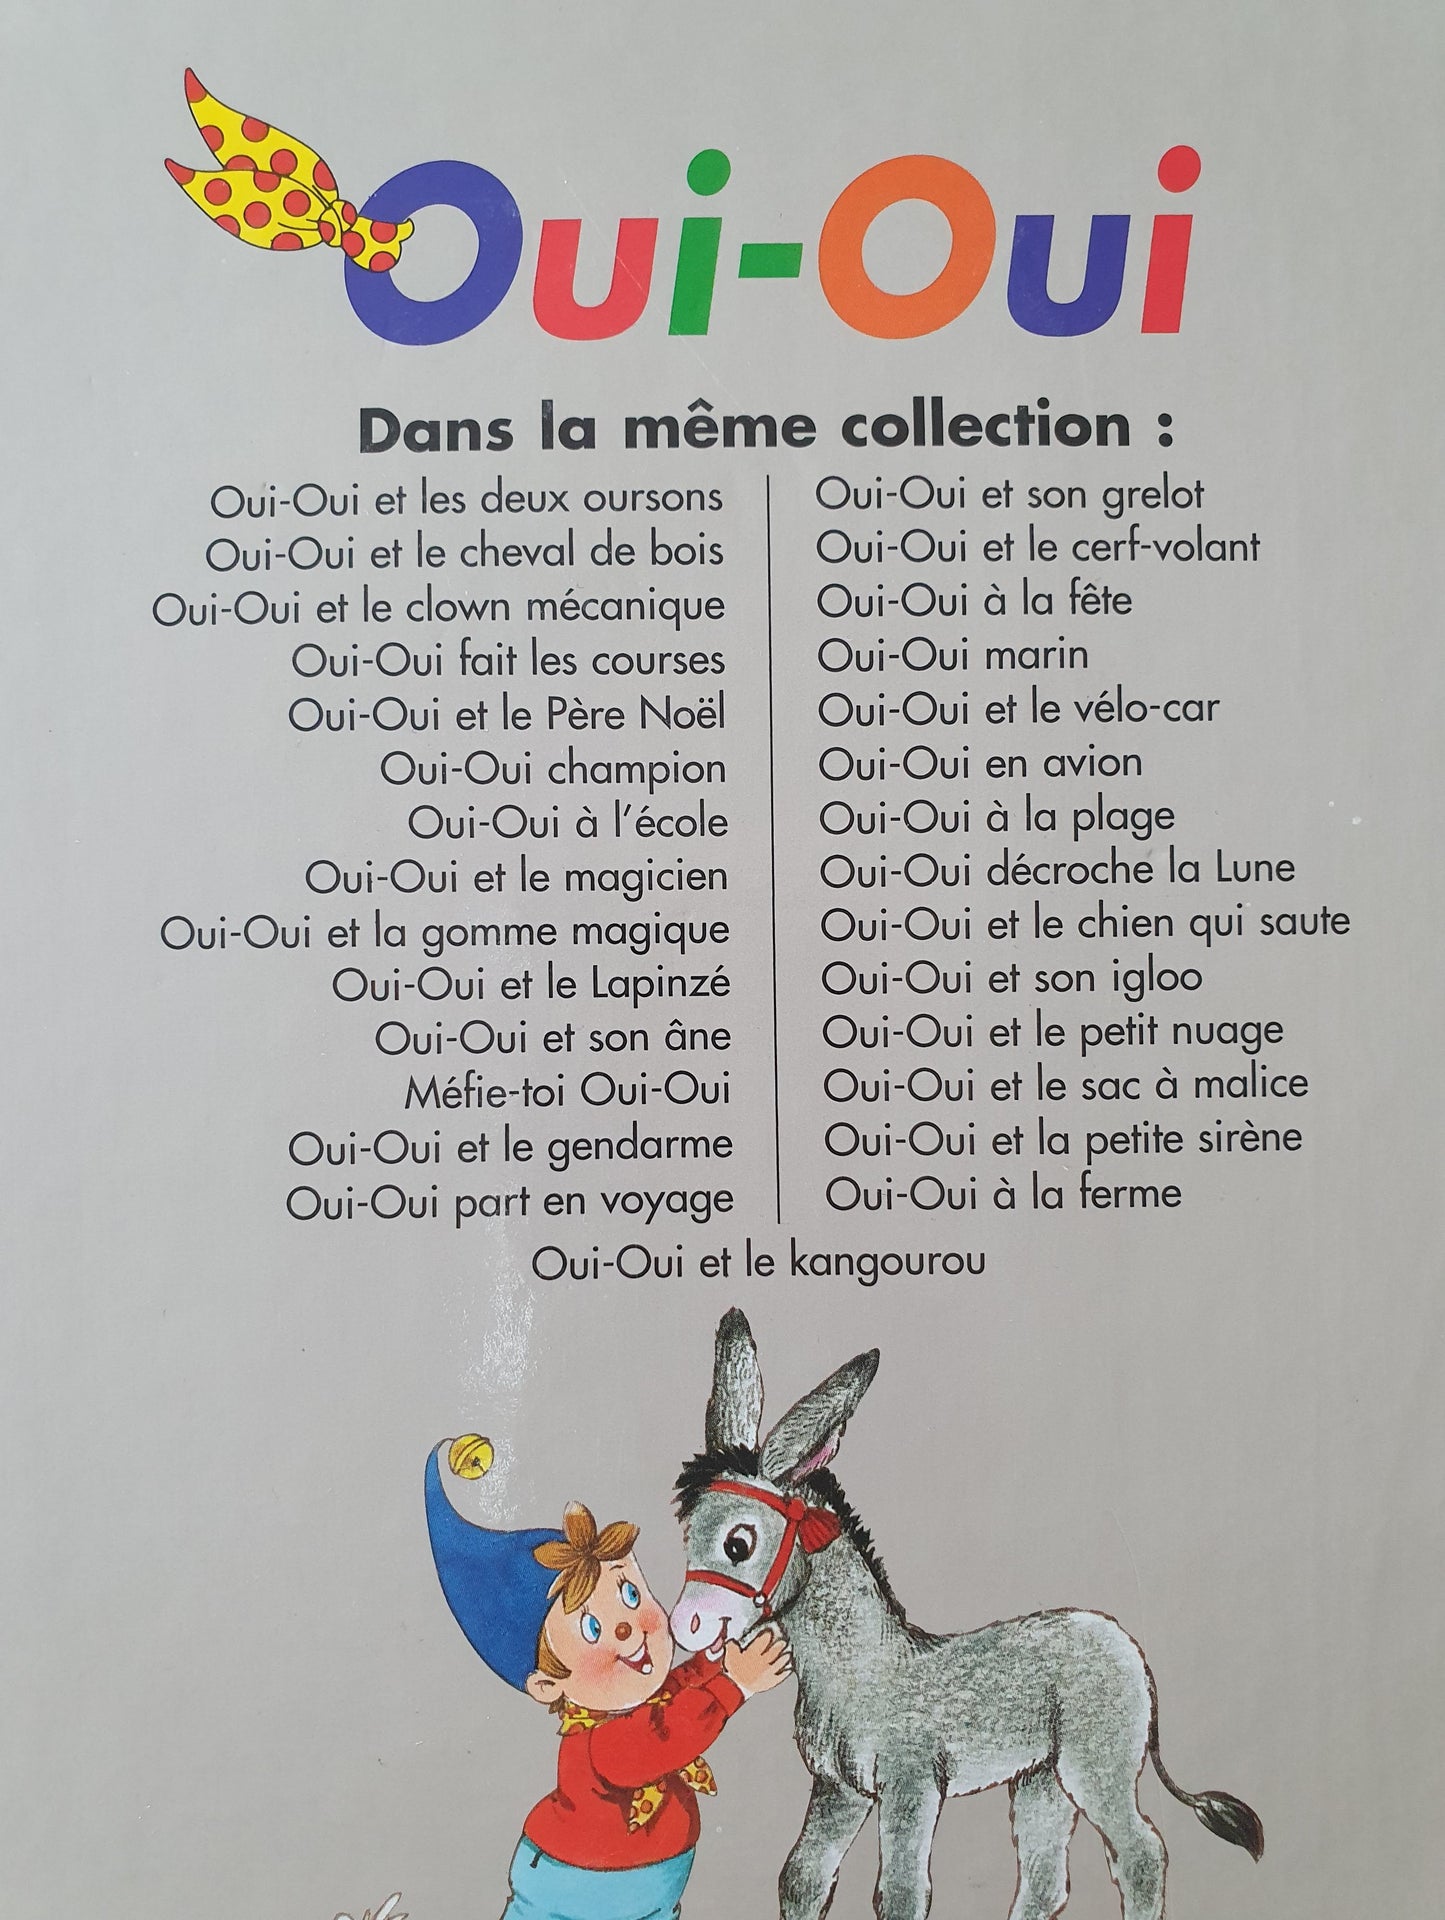 Oui-Oui
Dans la même collection :
Oui-Oui et les deux oursons
Oui-Oui et le cheval de bois
Oui-Oui et le clown mécanique
Oui-Oui fait les courses
Oui-Oui et le Père Noël
Oui-Oui champion
Oui-Oui à l'école
Oui-Oui et le magicien
Oui-Oui et la gomme magique
Oui-Oui et le Lapinzé
Oui-Oui et son âne
Méfie-toi Oui-Oui
Oui-Oui et le gendarme
Oui-Oui part en voyage
Oui-Oui et son grelot
Oui-Oui et le cerf-volant
Oui-Oui à la fête
Oui-Oui marin
Oui-Oui et le vélo-car
Oui-Oui en avion
Oui-Oui à la plage
Oui-Oui décroche la Lune
Oui-Oui et le chien qui saute
Oui-Oui et son igloo
Oui-Oui et le petit nuage
Oui-Oui et le sac à malice
Oui-Oui et la petite sirène
Oui-Oui à la ferme
Oui-Oui et le kangourou